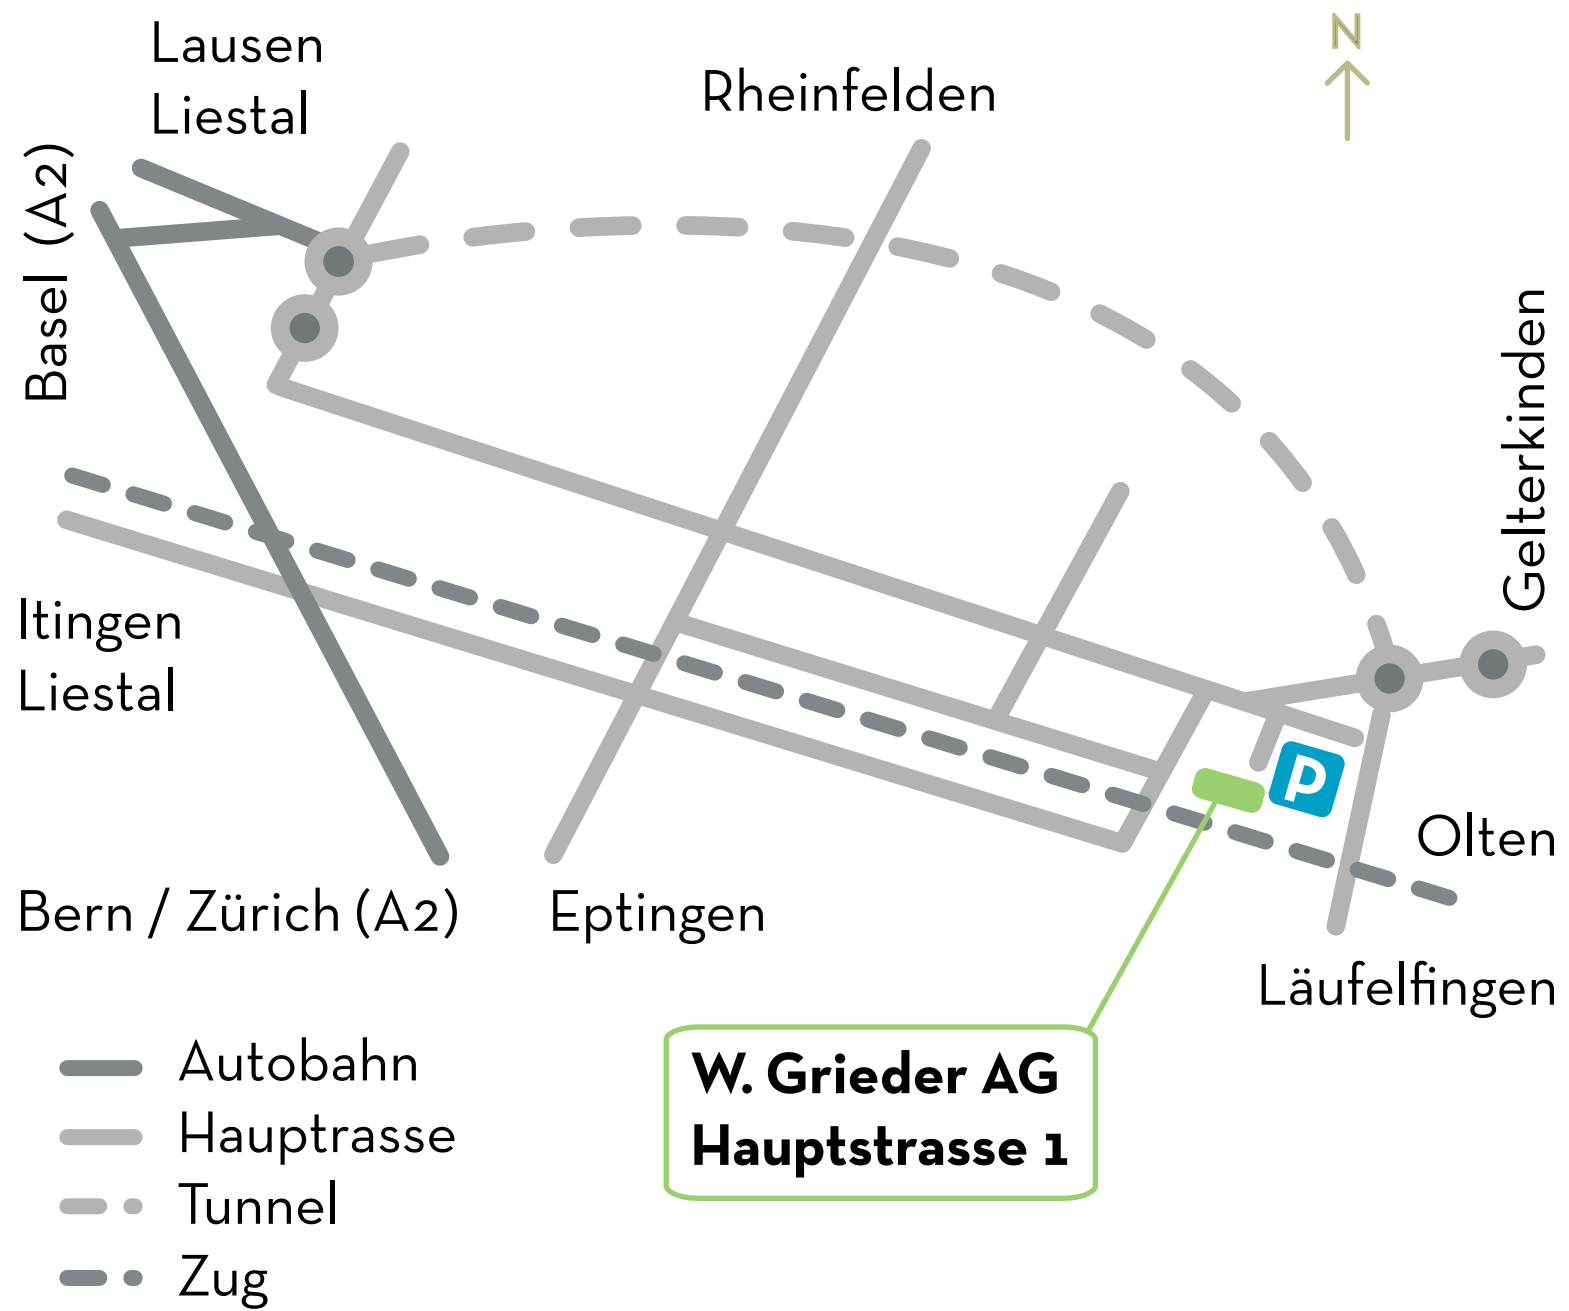 Lausen
Liestal
Rheinfelden
N
Basel (A2)
Gelterkinden
Itingen
Liestal
P
Olten
Bern / Zürich (A2)
Eptingen
Läufelfingen
W. Grieder AG
Hauptstrasse 1
Autobahn
Hauptrasse
Tunnel
Zug